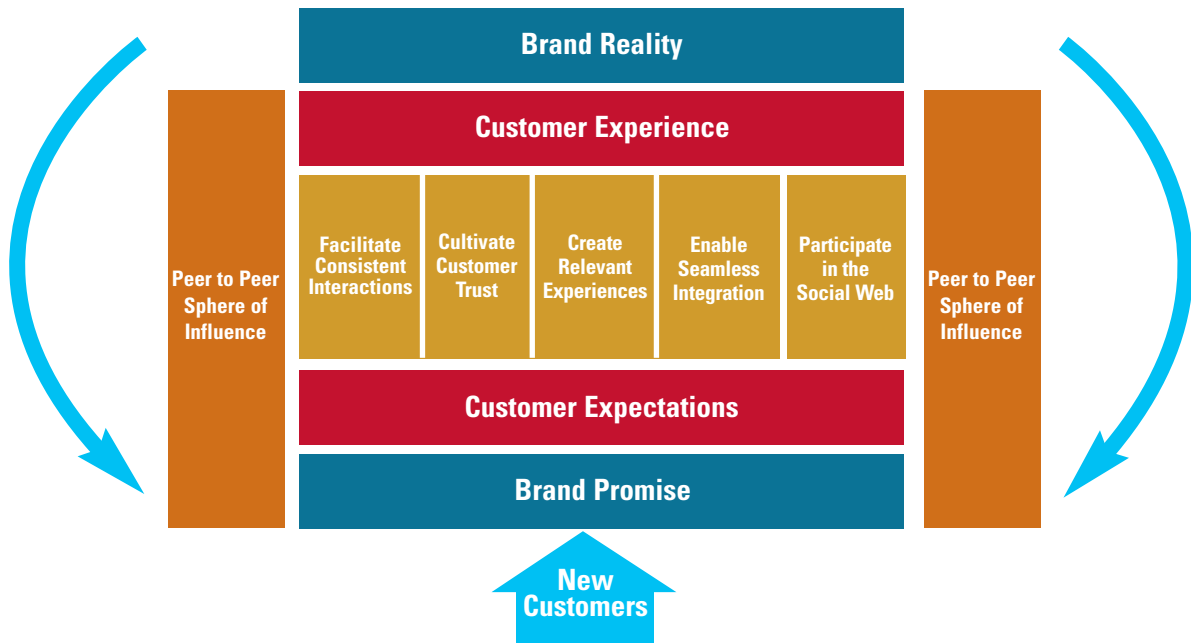 Brand Reality
Customer Experience
Facilitate
Consistent
Interactions
Cultivate
Customer
Trust
Create
Relevant
Experiences
Enable
Seamless
Integration
Participate
in the
Social Web
Peer to Peer
Sphere of
Influence
Peer to Peer
Sphere of
Influence
Customer Expectations
Brand Promise
New
Customers